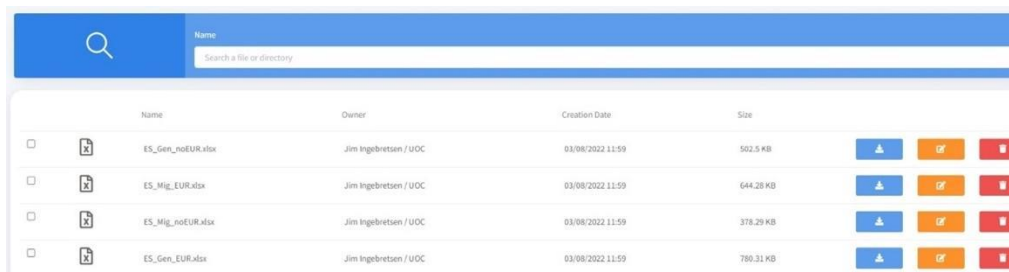 Name
Search a file or directory
Name Owner Creation Date Size
ES_Gen_noEUR.xlsx Jim Ingebretsen / UOC 03/08/2022 11:59 502.5 KB
ES_Mig_EUR.xlsx Jim Ingebretsen / UOC 03/08/2022 11:59 644.28 KB
ES_Mig_noEUR.xlsx Jim Ingebretsen / UOC 03/08/2022 11:59 378.29 KB
ES_Gen_EUR.xlsx Jim Ingebretsen / UOC 03/08/2022 11:59 780.31 KB